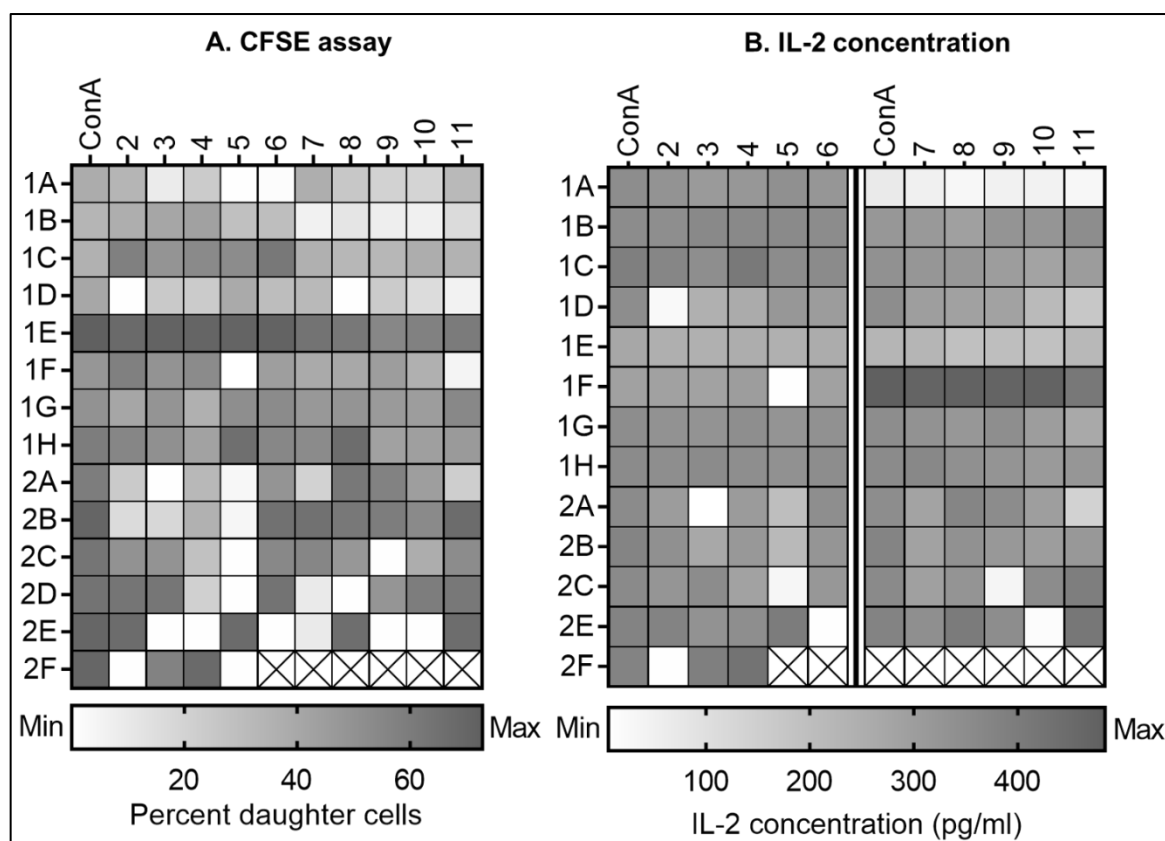 A. CFSE assay
B. IL-2 concentration
ConA 2 3 4 5 6 7 8 9 10 11
ConA 2 3 4 5 6 ConA 7 8 9 10 11
1A
1B
1C
1D
1E
1F
1G
1H
2A
2B
2C
2D
2E
2F
1A
1B
1C
1D
1E
1F
1G
1H
2A
2B
2C
2E
2F
Min Max
20 40 60
Percent daughter cells
Min Max
100 200 300 400
IL-2 concentration (pg/ml)